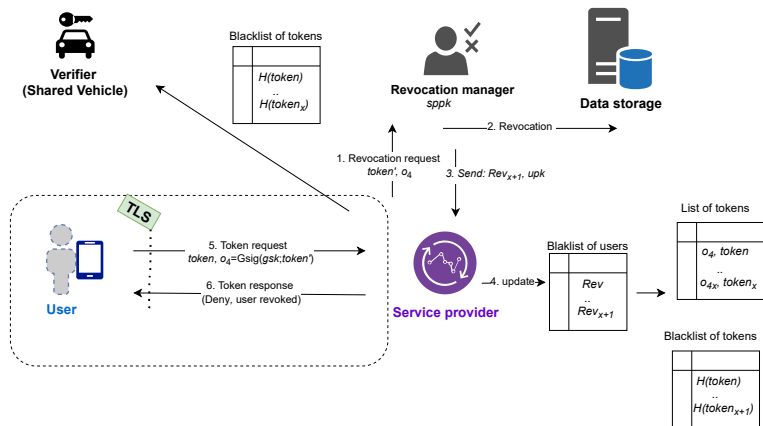 Blacklist of tokens
H(token)
..
H(tokenₓ)
Verifier
(Shared Vehicle)
Revocation manager
sppk
Data storage
2. Revocation
1. Revocation request
token', o₄
3. Send: Revₓ₊₁, upk
TLS
5. Token request
token, o₄=Gsig(gsk;token')
6. Token response
(Deny, user revoked)
User
Service provider
4. update
Blaklist of users
Rev
..
Revₓ₊₁
List of tokens
o₄, token
..
o₄ₓ, tokenₓ
Blacklist of tokens
H(token)
..
H(tokenₓ₊₁)